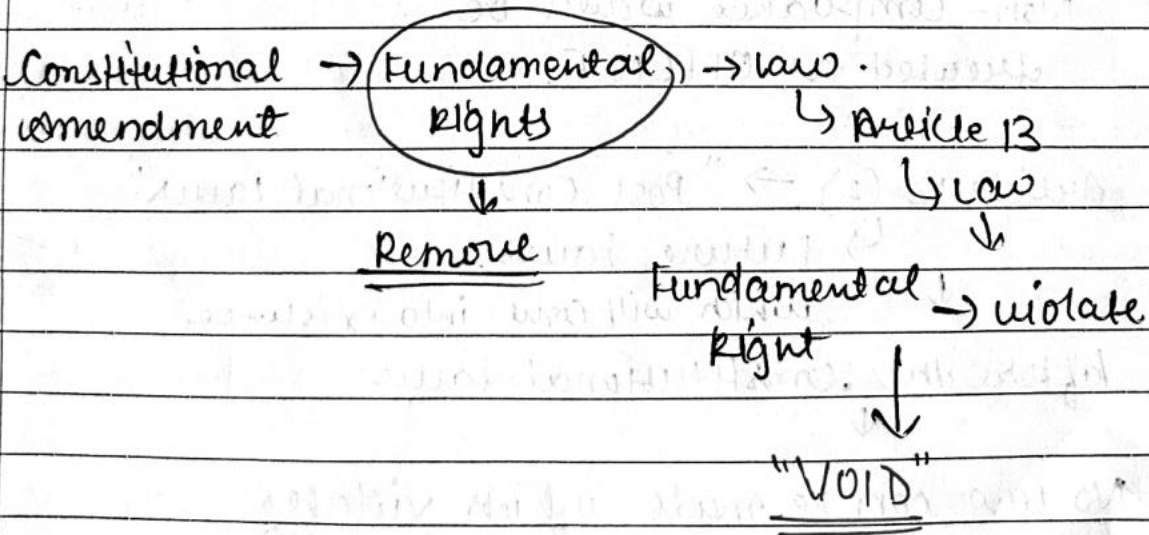 Constitutional → Fundamental → law.
amendment Rights ↳ Article 13
↓ ↳ law
Remove ↓
Fundamental → violate
Right
↓
"VOID"